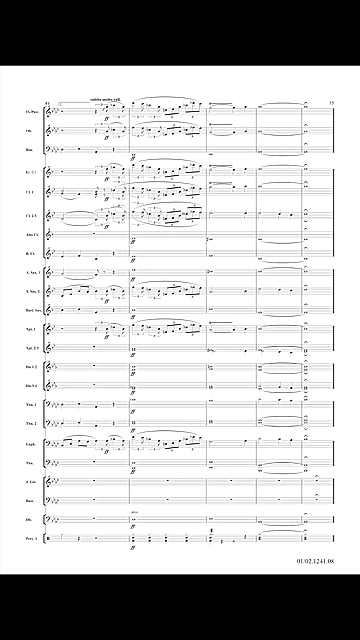 91
15
subito molto rall.
Fl./Picc.
Ob.
Bsn.
Eb Cl.
Cl. 1
Cl. 2-3
Alto Cl.
B. Cl.
A. Sax. 1
T. Sax. 1
Bari. Sax.
Tpt. 1
Tpt. 2-3
Hn. 1-2
Hn. 3-4
Tbn. 1
Tbn. 2
Euph.
Tba.
Db.
Perc. 1
01/02.1241.08